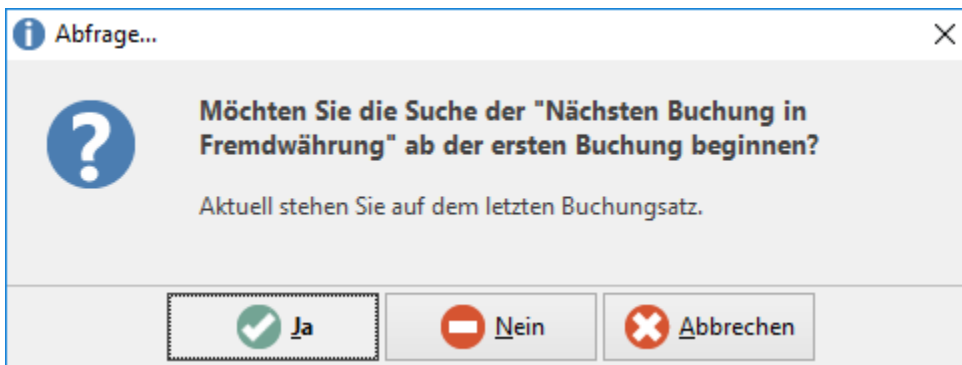 Abfrage...
Möchten Sie die Suche der "Nächsten Buchung in
Fremdwährung" ab der ersten Buchung beginnen?
Aktuell stehen Sie auf dem letzten Buchungsatz.
Ja Nein Abbrechen